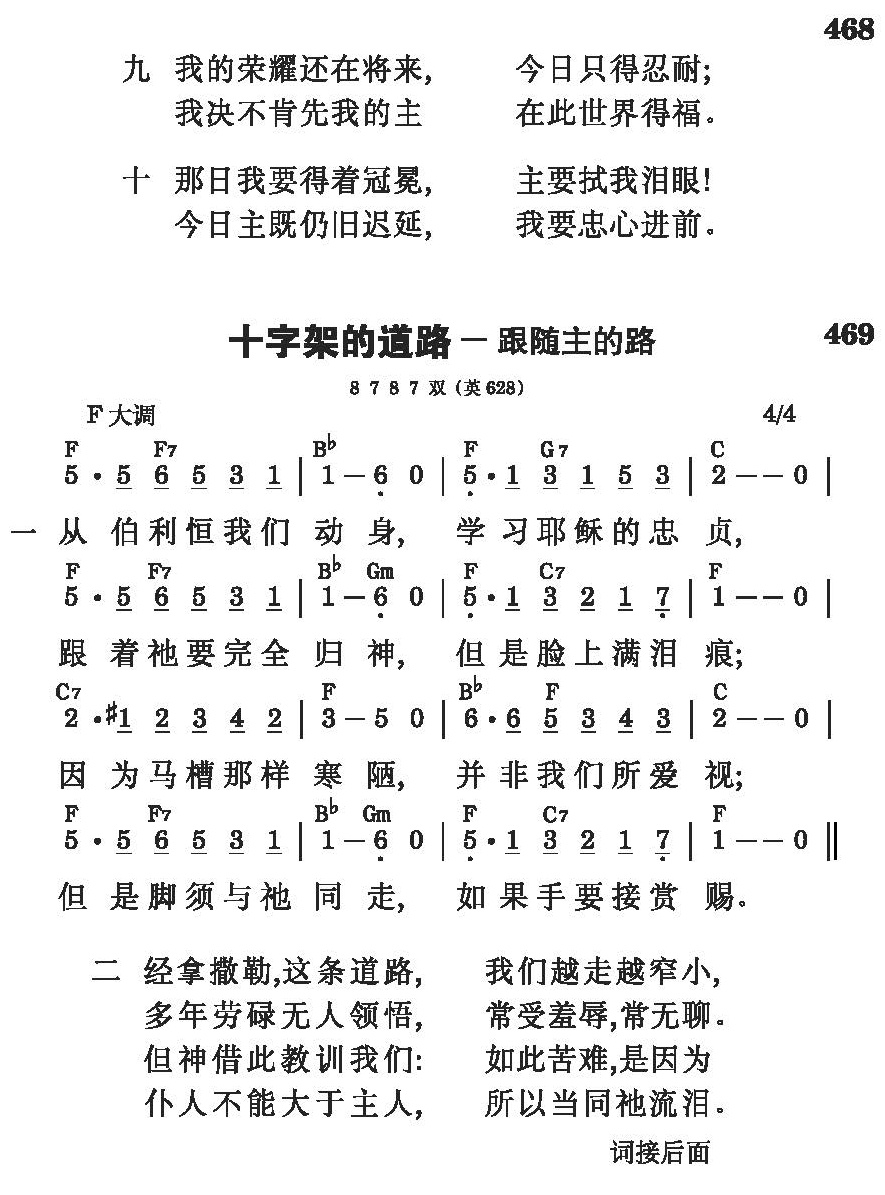 468
九 我的荣耀还在将来, 今日只得忍耐;
我决不肯先我的主 在此世界得福。
十 那日我要得着冠冕, 主要拭我泪眼!
今日主既仍旧迟延, 我要忠心进前。
十字架的道路 — 跟随主的路 469
8 7 8 7 双 (英 628)
F 大调 4/4
F F7 B♭ F G7 C
5 · 5 6 5 3 1 | 1 — 6 0 | 5 · 1 3 1 5 3 | 2 — — 0 |
一 从 伯 利 恒 我 们 动 身, 学 习 耶 稣 的 忠 贞,
F F7 B♭ Gm F C7 F
5 · 5 6 5 3 1 | 1 — 6 0 | 5 · 1 3 2 1 7 | 1 — — 0 |
跟 着 祂 要 完 全 归 神, 但 是 脸 上 满 泪 痕;
C7 F B♭ F C
2 · #1 2 3 4 2 | 3 — 5 0 | 6 · 6 5 3 4 3 | 2 — — 0 |
因 为 马 槽 那 样 寒 陋, 并 非 我 们 所 爱 视;
F F7 B♭ Gm F C7 F
5 · 5 6 5 3 1 | 1 — 6 0 | 5 · 1 3 2 1 7 | 1 — — 0 ‖
但 是 脚 须 与 祂 同 走, 如 果 手 要 接 赏 赐。
二 经拿撒勒,这条道路, 我们越走越窄小,
多年劳碌无人领悟, 常受羞辱,常无聊。
但神借此教训我们: 如此苦难,是因为
仆人不能大于主人, 所以当同祂流泪。
词接后面